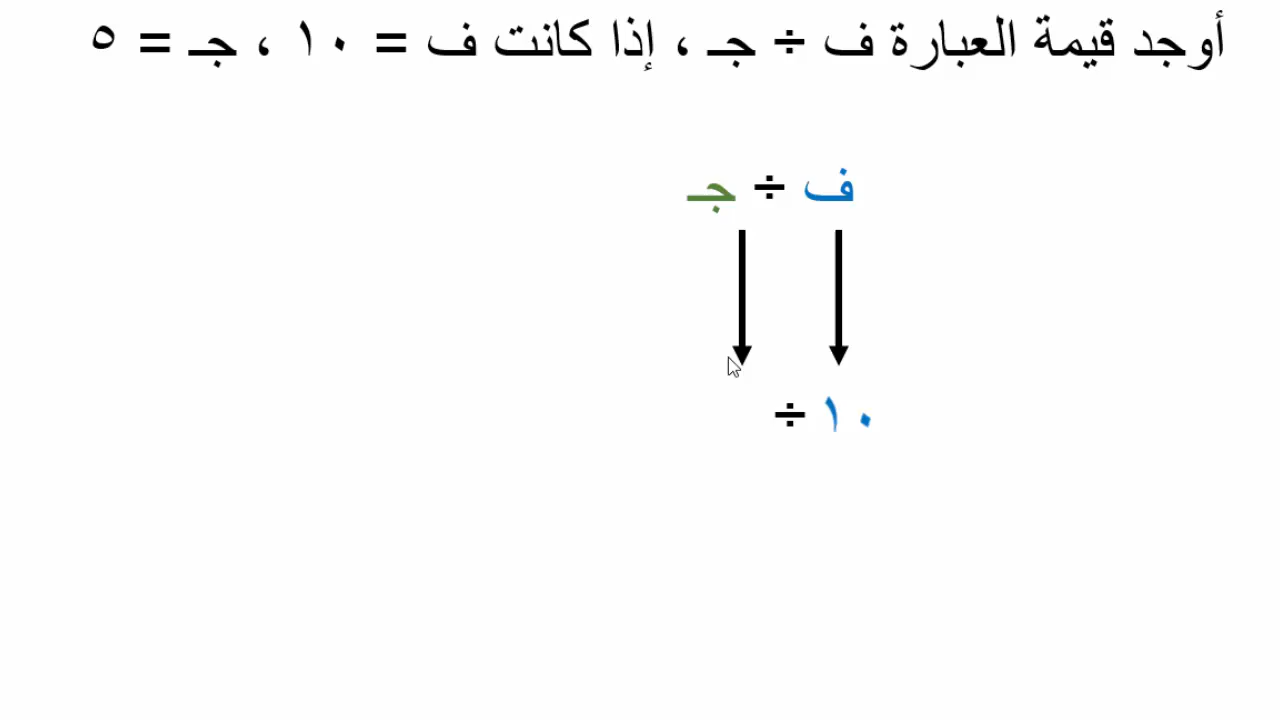 أوجد قيمة العبارة ف ÷ جـ ، إذا كانت ف = ١٠ ، جـ = ٥
ف ÷ جـ
١٠ ÷